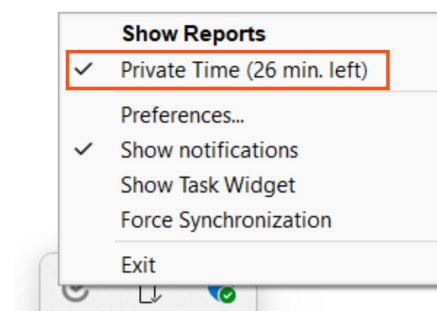 Show Reports
Private Time (26 min. left)
Preferences...
Show notifications
Show Task Widget
Force Synchronization
Exit